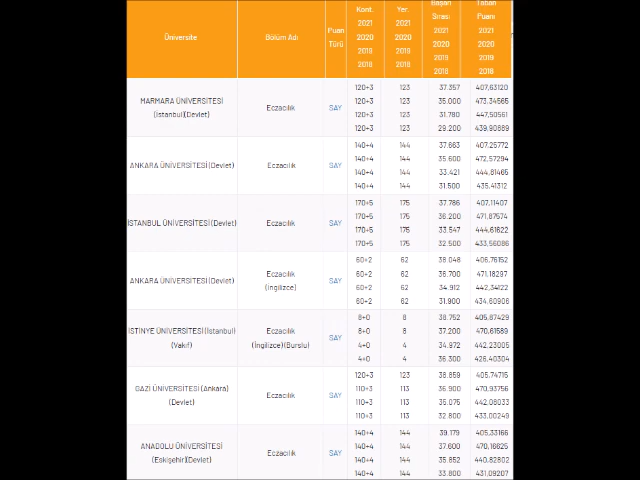 Üniversite Bölüm Adı Puan Türü Kont. 2021 2020 2019 2018 Yer. 2021 2020 2019 2018 Başarı Sırası 2021 2020 2019 2018 Taban Puanı 2021 2020 2019 2018
MARMARA ÜNİVERSİTESİ (İstanbul)(Devlet) Eczacılık SAY
120+3 123 37.357 407,63120
120+3 123 35.000 473,34565
120+3 123 31.780 447,50561
120+3 123 29.200 439,90889
ANKARA ÜNİVERSİTESİ (Devlet) Eczacılık SAY
140+4 144 37.663 407,25772
140+4 144 35.600 472,57294
140+4 144 33.421 444,81465
140+4 144 31.500 435,41312
İSTANBUL ÜNİVERSİTESİ (Devlet) Eczacılık SAY
170+5 175 37.786 407,11407
170+5 175 36.200 471,87574
170+5 175 33.547 444,61622
170+5 175 32.500 433,56086
ANKARA ÜNİVERSİTESİ (Devlet) Eczacılık (İngilizce) SAY
60+2 62 38.048 406,76152
60+2 62 36,700 471,18297
60+2 62 34.912 442,34122
60+2 62 31.900 434,60906
İSTİNYE ÜNİVERSİTESİ (İstanbul) (Vakıf) Eczacılık (İngilizce) (Burslu) SAY
8+0 8 38.752 405,87429
8+0 8 37.200 470,61589
4+0 4 34.972 442,23005
4+0 4 36.300 426,40304
GAZİ ÜNİVERSİTESİ (Ankara) (Devlet) Eczacılık SAY
120+3 123 38.859 405,74715
110+3 113 36.900 470,93756
110+3 113 35.075 442,08033
110+3 113 32.800 433,00249
ANADOLU ÜNİVERSİTESİ (Eskişehir)(Devlet) Eczacılık SAY
140+4 144 39.179 405,33166
140+4 144 37.600 470,16625
140+4 144 35.852 440,82802
140+4 144 33.800 431,09207